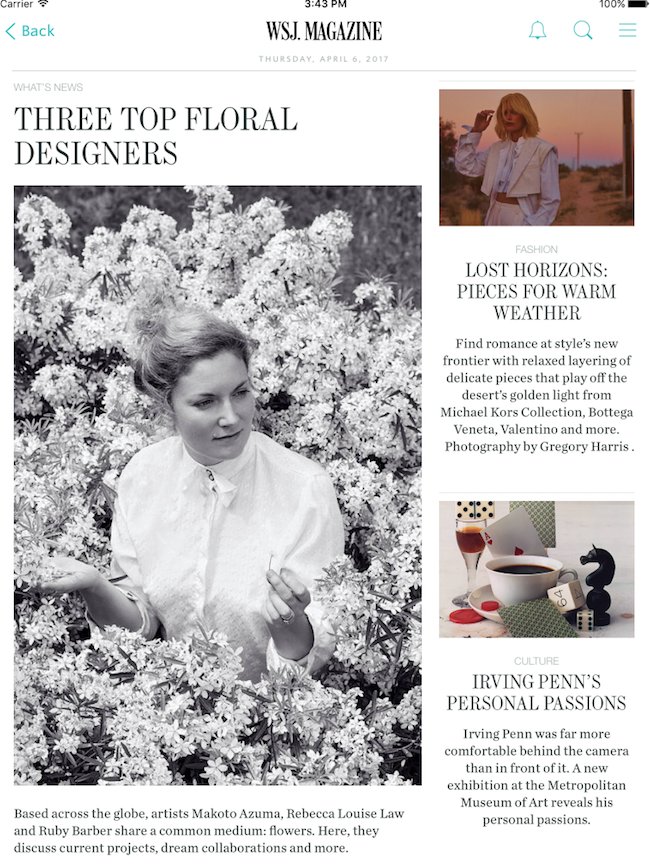 Carrier 3:43 PM 100%
Back
WSJ. MAGAZINE
THURSDAY, APRIL 6, 2017
WHAT'S NEWS
THREE TOP FLORAL
DESIGNERS
Based across the globe, artists Makoto Azuma, Rebecca Louise Law
and Ruby Barber share a common medium: flowers. Here, they
discuss current projects, dream collaborations and more.
FASHION
LOST HORIZONS:
PIECES FOR WARM
WEATHER
Find romance at style’s new
frontier with relaxed layering of
delicate pieces that play off the
desert’s golden light from
Michael Kors Collection, Bottega
Veneta, Valentino and more.
Photography by Gregory Harris .
A
64
CULTURE
IRVING PENN’S
PERSONAL PASSIONS
Irving Penn was far more
comfortable behind the camera
than in front of it. A new
exhibition at the Metropolitan
Museum of Art reveals his
personal passions.